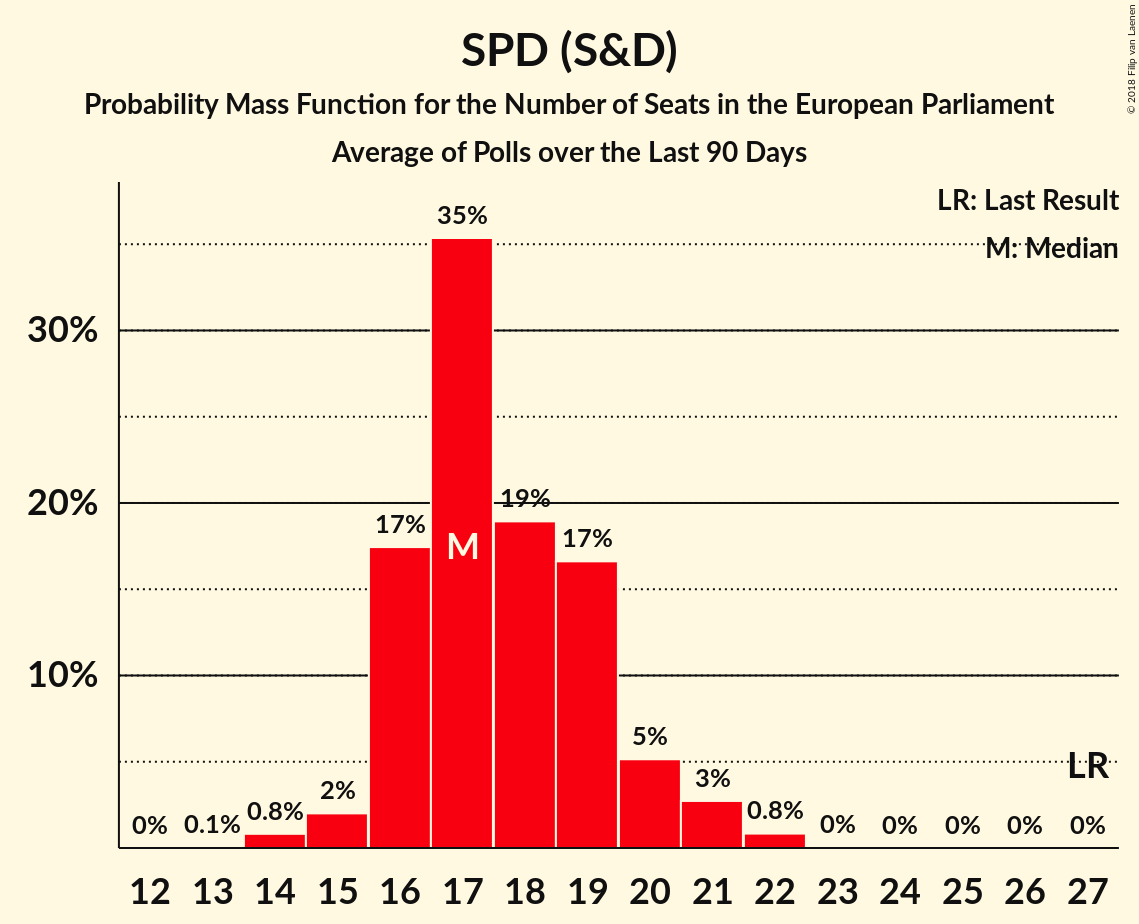 SPD (S&D)
Probability Mass Function for the Number of Seats in the European Parliament
Average of Polls over the Last 90 Days
© 2018 Filip van Laenen
LR: Last Result
M: Median
35%
30%
20%
19%
17%
M
17%
10%
5%
LR
3%
2%
0.8%
0.8%
0% 0.1% 0% 0% 0% 0% 0%
12 13 14 15 16 17 18 19 20 21 22 23 24 25 26 27